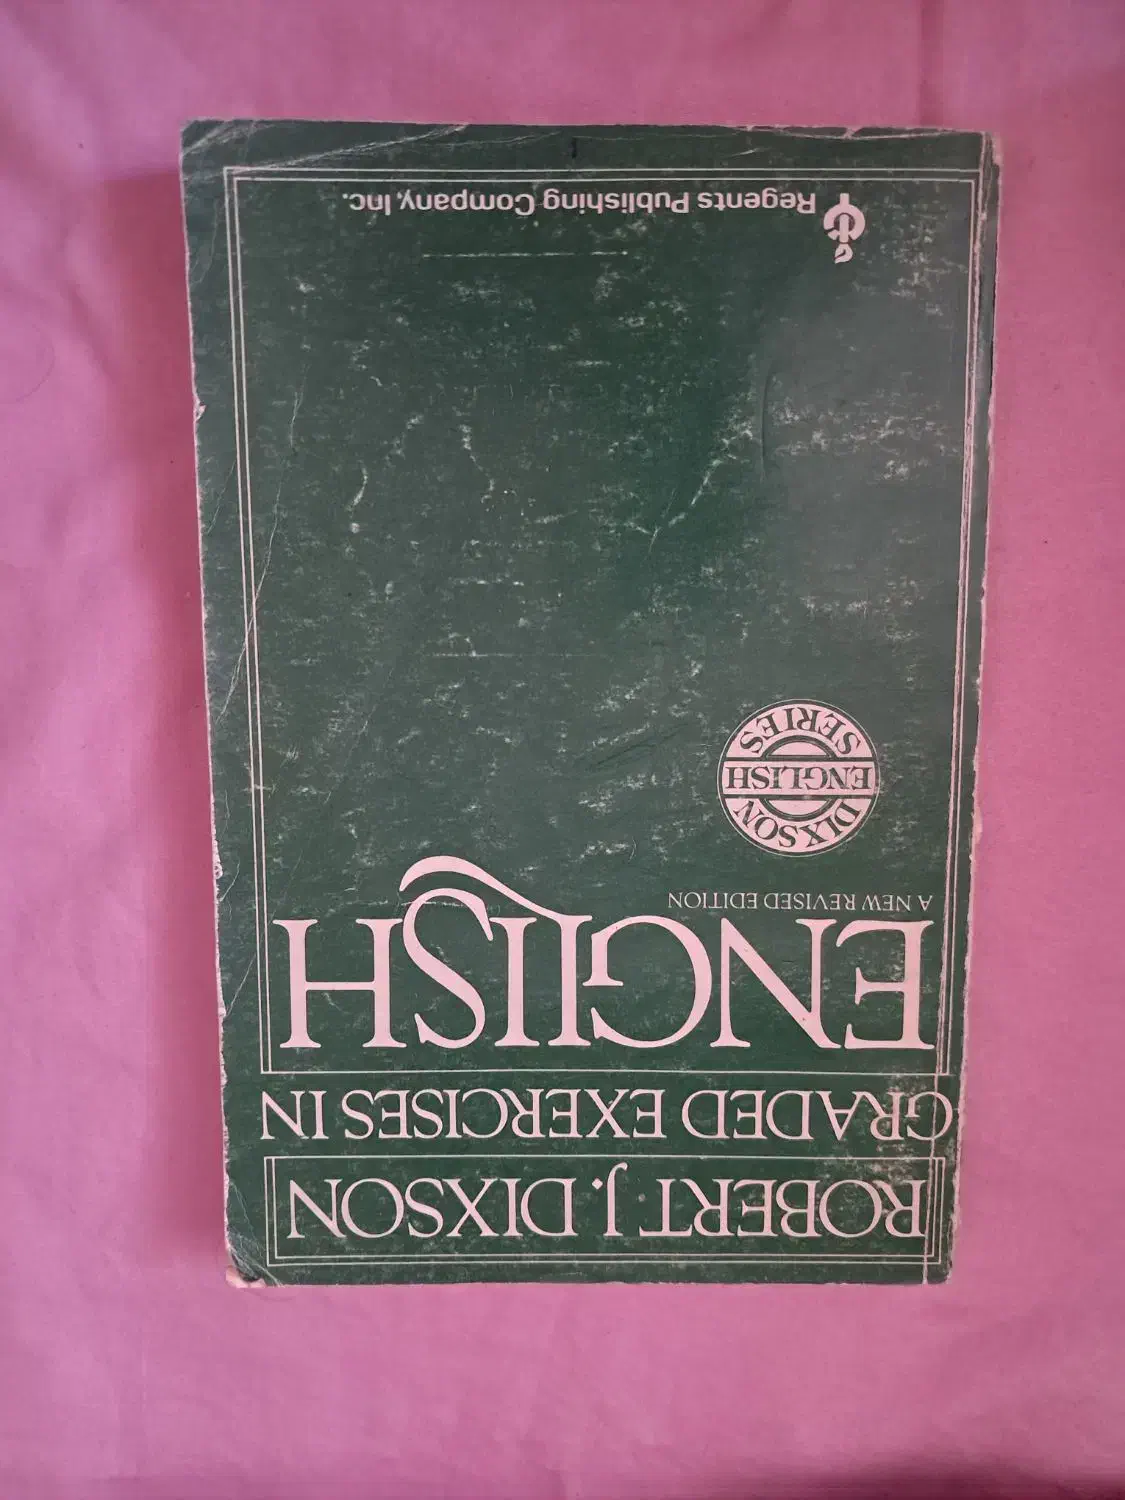 ROBERT J. DIXSON
GRADED EXERCISES IN
ENGLISH
A NEW REVISED EDITION
DIXSON
ENGLISH
SERIES
Regents Publishing Company, Inc.